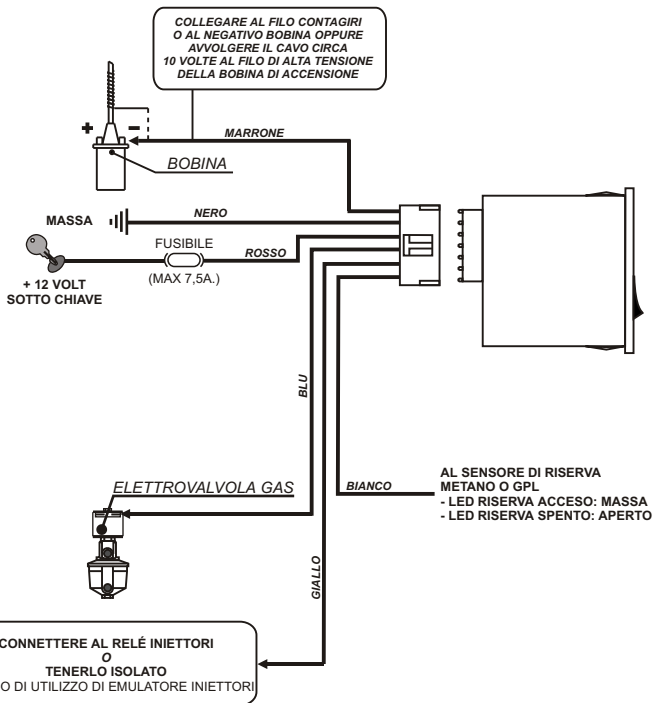 COLLEGARE AL FILO CONTAGIRI
O AL NEGATIVO BOBINA OPPURE
AVVOLGERE IL CAVO CIRCA
10 VOLTE AL FILO DI ALTA TENSIONE
DELLA BOBINA DI ACCENSIONE
+ -
MARRONE
BOBINA
MASSA
NERO
FUSIBILE
ROSSO
(MAX 7,5A.)
+ 12 VOLT
SOTTO CHIAVE
BLU
ELETTROVALVOLA GAS
BIANCO
AL SENSORE DI RISERVA
METANO O GPL
- LED RISERVA ACCESO: MASSA
- LED RISERVA SPENTO: APERTO
GIALLO
CONNETTERE AL RELÉ INIETTORI
O
TENERLO ISOLATO
O DI UTILIZZO DI EMULATORE INIETTORI